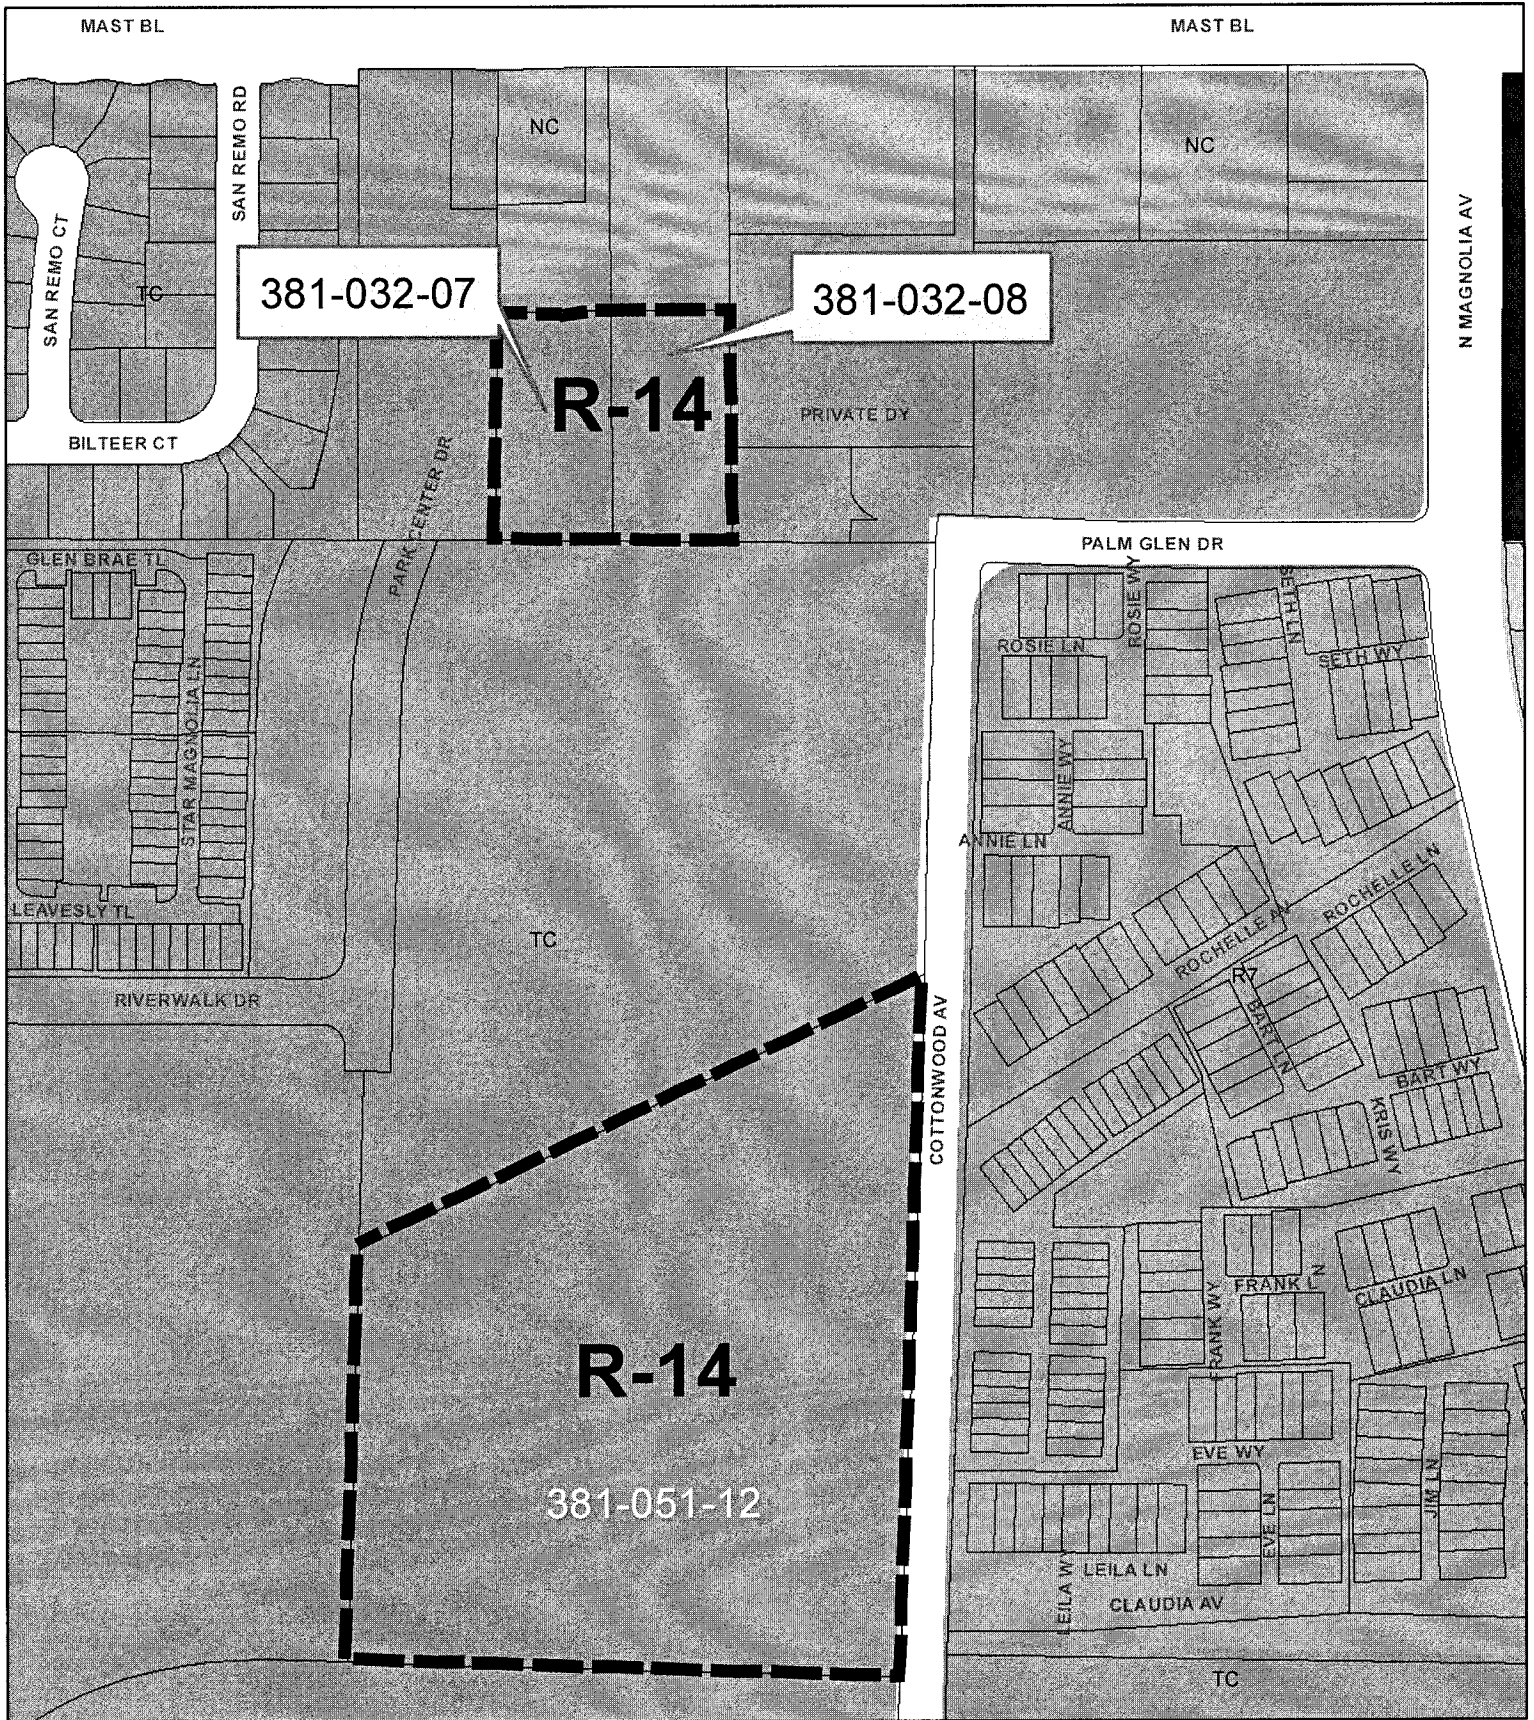 MAST BL
MAST BL
SAN REMO RD
NC
NC
SAN REMO CT
TC
381-032-07
381-032-08
N MAGNOLIA AV
R-14
PRIVATE DY
BILTEER CT
PARK CENTER DR
GLEN BRAE TL
PALM GLEN DR
ROSIE WY
SETH LN
ROSIE LN
SETH WY
STAR MAGNOLIA LN
ANNIE WY
ANNIE LN
ROCHELLE LN
LEAVESLY TL
TC
ROCHELLE AV
R7
RIVERWALK DR
BART LN
COTTONWOOD AV
BART WY
KRIS WY
FRANK LN
CLAUDIA LN
FRANK WY
R-14
EVE WY
381-051-12
JIM LN
EVE LN
LEILA LN
LEILA WY
CLAUDIA AV
TC